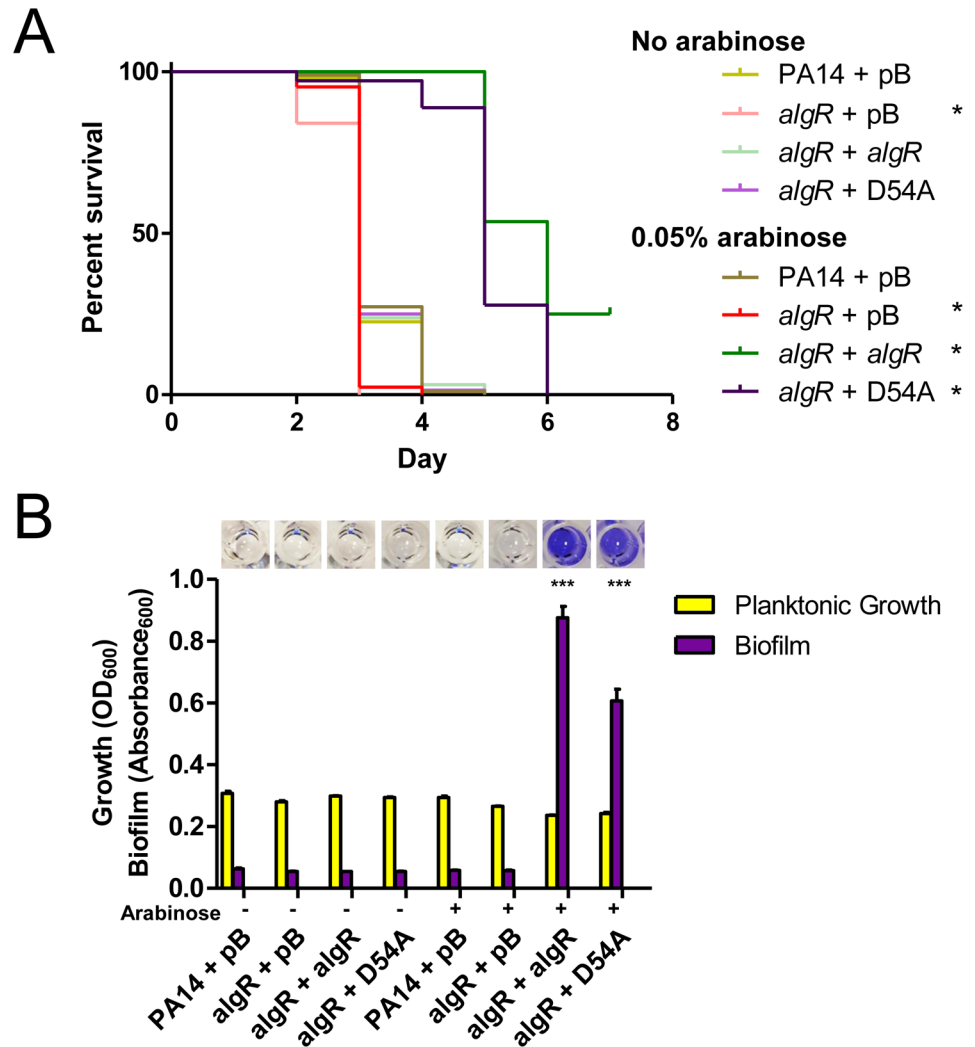 A
No arabinose
PA14 + pB
algR + pB *
algR + algR
algR + D54A
0.05% arabinose
PA14 + pB
algR + pB *
algR + algR *
algR + D54A *
Percent survival
100
50
0
0 2 4 6 8
Day
B
*** ***
Planktonic Growth
Biofilm
Growth (OD600)
Biofilm (Absorbance600)
1.0
0.8
0.6
0.4
0.2
0.0
Arabinose - - - - + + + +
PA14 + pB
algR + pB
algR + algR
algR + D54A
PA14 + pB
algR + pB
algR + algR
algR + D54A